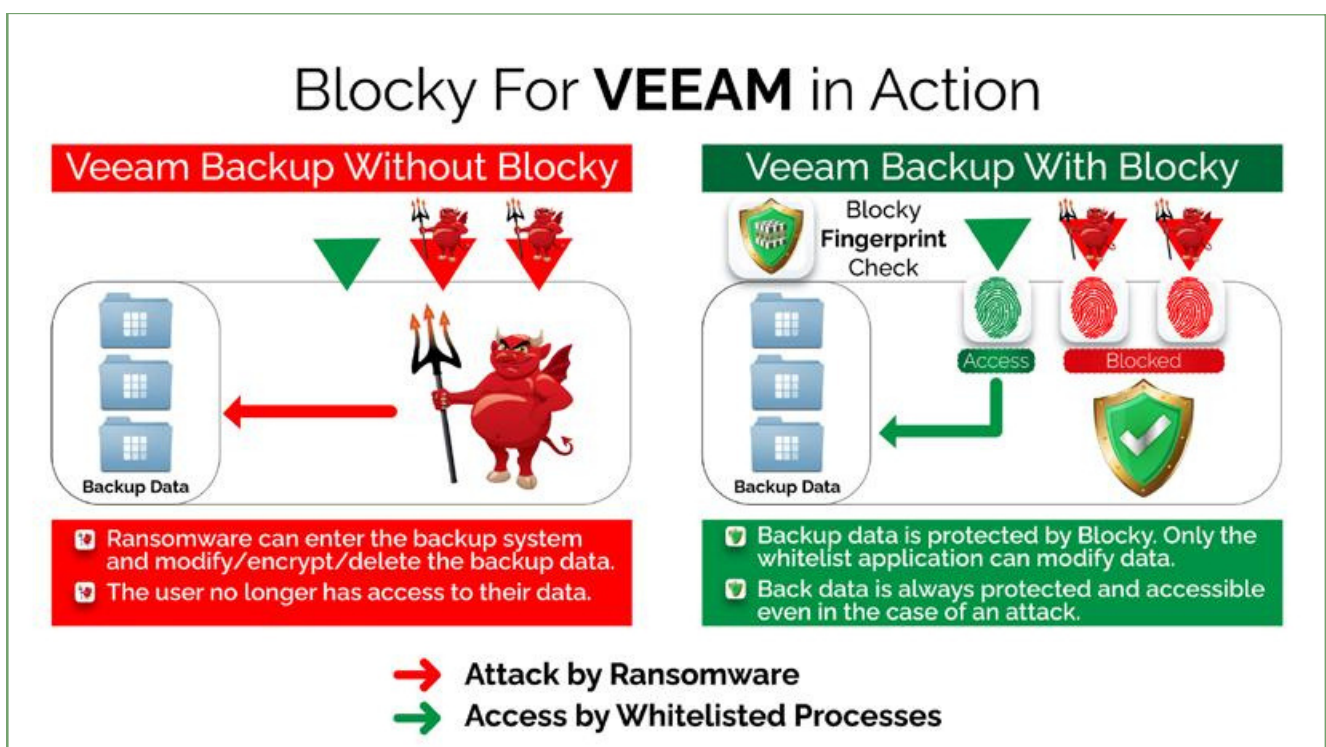 Blocky For VEEAM in Action
Veeam Backup Without Blocky
Backup Data
Ransomware can enter the backup system
and modify/encrypt/delete the backup data.
The user no longer has access to their data.
Veeam Backup With Blocky
Blocky
Fingerprint
Check
Access
Blocked
Backup Data
Backup data is protected by Blocky. Only the
whitelist application can modify data.
Back data is always protected and accessible
even in the case of an attack.
Attack by Ransomware
Access by Whitelisted Processes